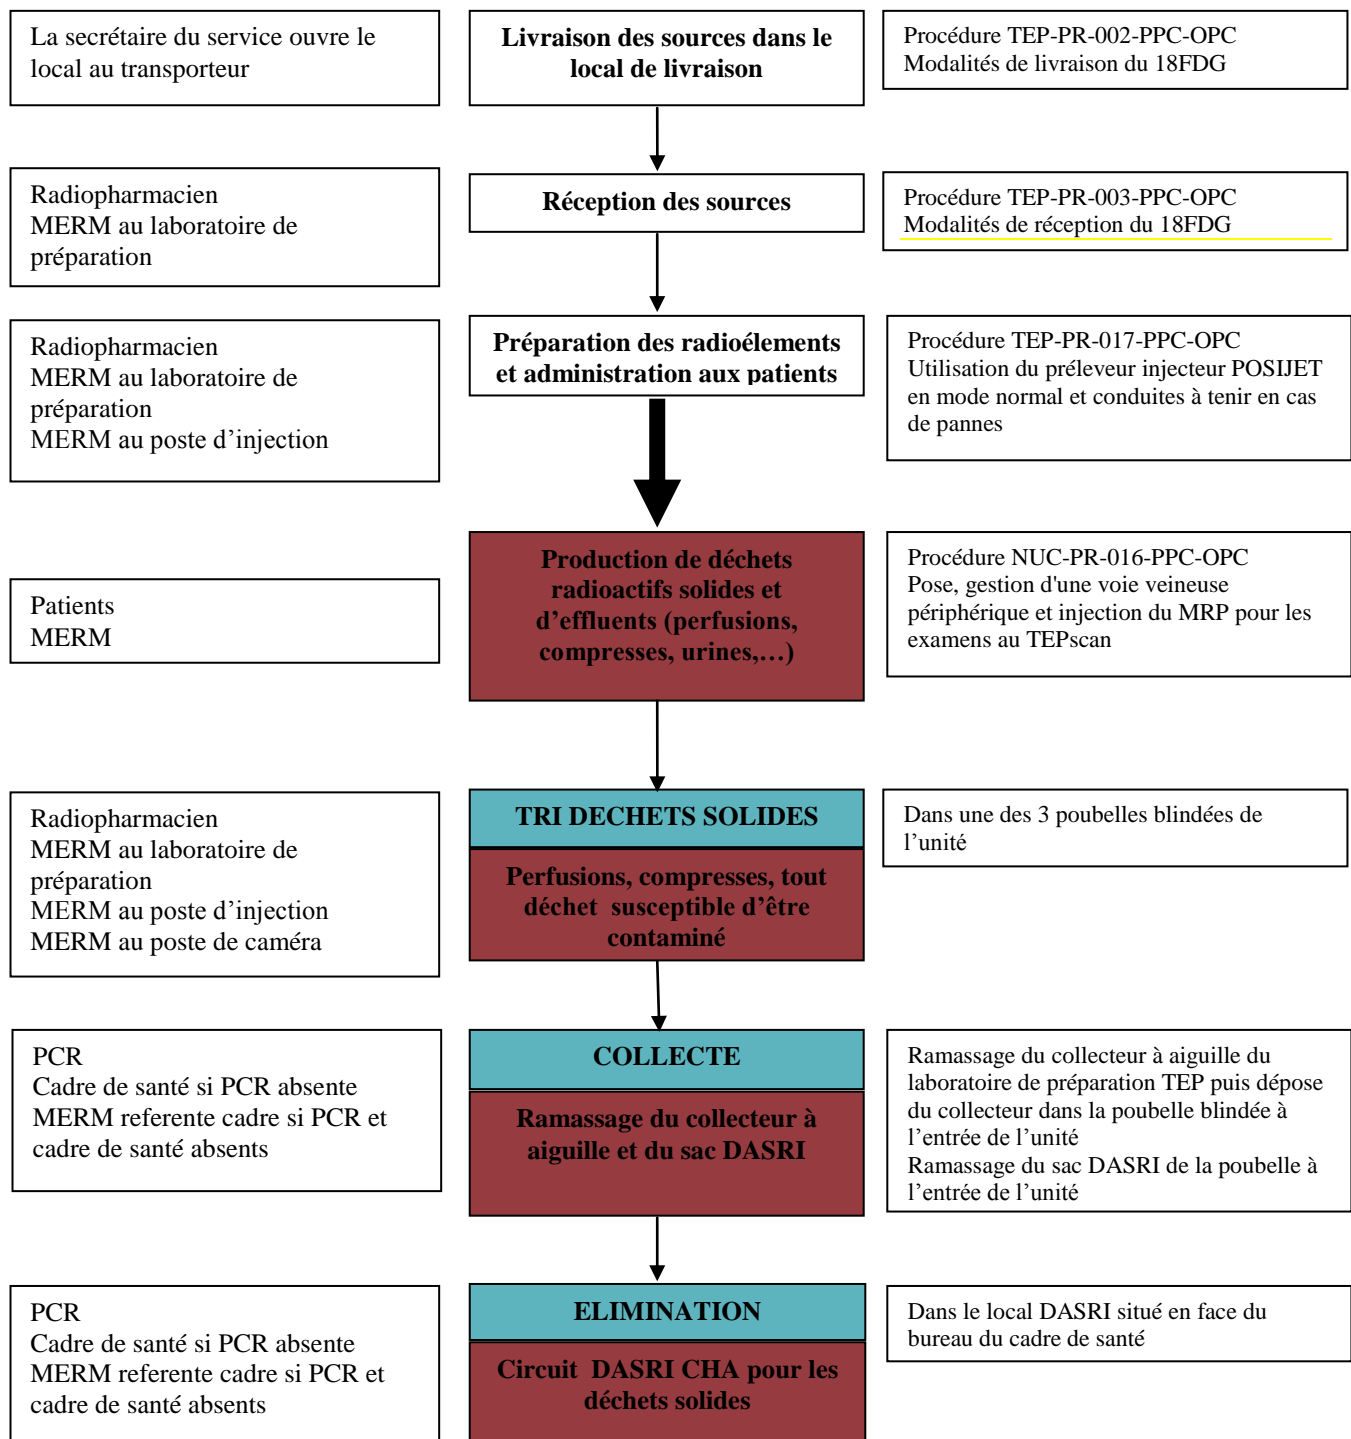 La secrétaire du service ouvre le
local au transporteur
Livraison des sources dans le
local de livraison
Procédure TEP-PR-002-PPC-OPC
Modalités de livraison du 18FDG
Radiopharmacien
MERM au laboratoire de
préparation
Réception des sources
Procédure TEP-PR-003-PPC-OPC
Modalités de réception du 18FDG
Radiopharmacien
MERM au laboratoire de
préparation
MERM au poste d’injection
Préparation des radioélements
et administration aux patients
Procédure TEP-PR-017-PPC-OPC
Utilisation du préleveur injecteur POSIJET
en mode normal et conduites à tenir en cas
de pannes
Patients
MERM
Production de déchets
radioactifs solides et
d’effluents (perfusions,
compresses, urines,…)
Procédure NUC-PR-016-PPC-OPC
Pose, gestion d'une voie veineuse
périphérique et injection du MRP pour les
examens au TEPscan
Radiopharmacien
MERM au laboratoire de
préparation
MERM au poste d’injection
MERM au poste de caméra
TRI DECHETS SOLIDES
Perfusions, compresses, tout
déchet susceptible d’être
contaminé
Dans une des 3 poubelles blindées de
l’unité
PCR
Cadre de santé si PCR absente
MERM referente cadre si PCR et
cadre de santé absents
COLLECTE
Ramassage du collecteur à
aiguille et du sac DASRI
Ramassage du collecteur à aiguille du
laboratoire de préparation TEP puis dépose
du collecteur dans la poubelle blindée à
l’entrée de l’unité
Ramassage du sac DASRI de la poubelle à
l’entrée de l’unité
PCR
Cadre de santé si PCR absente
MERM referente cadre si PCR et
cadre de santé absents
ELIMINATION
Circuit DASRI CHA pour les
déchets solides
Dans le local DASRI situé en face du
bureau du cadre de santé